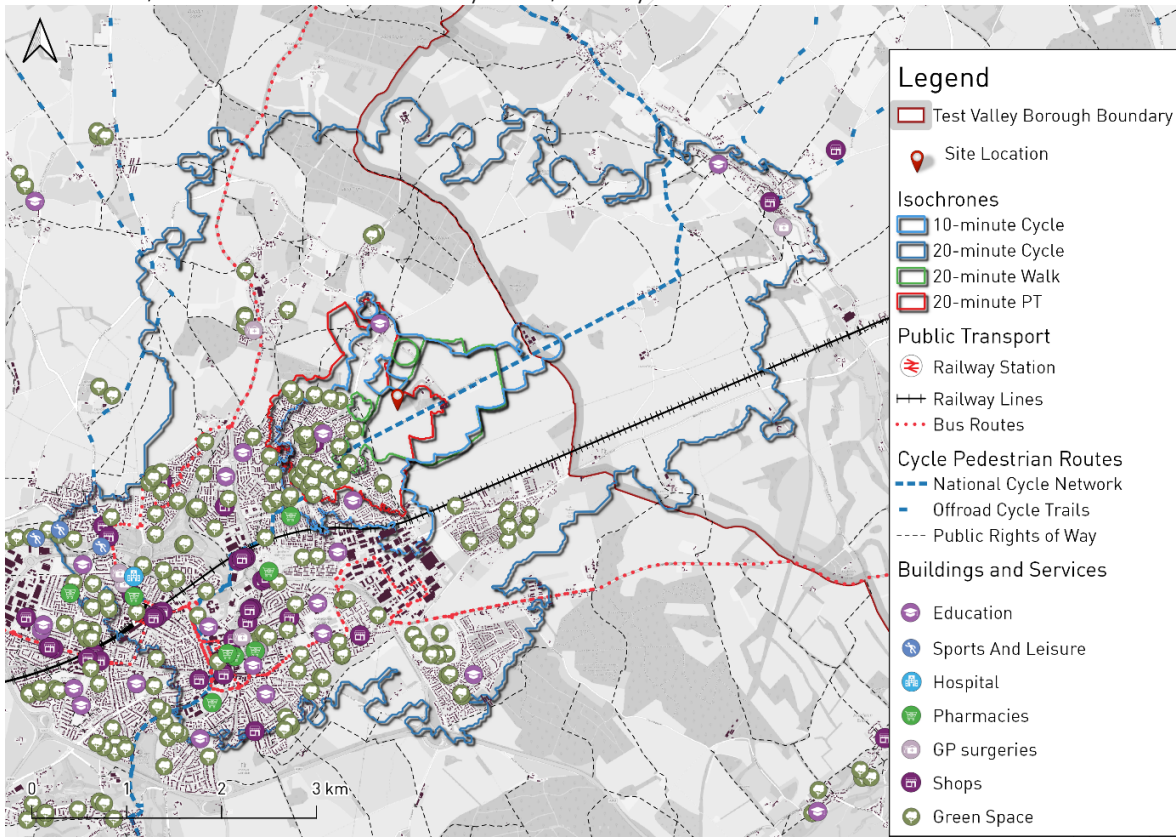 Legend
Test Valley Borough Boundary
Site Location
Isochrones
10-minute Cycle
20-minute Cycle
20-minute Walk
20-minute PT
Public Transport
Railway Station
Railway Lines
Bus Routes
Cycle Pedestrian Routes
National Cycle Network
Offroad Cycle Trails
Public Rights of Way
Buildings and Services
Education
Sports And Leisure
Hospital
Pharmacies
GP surgeries
Shops
Green Space
0 1 2 3 km